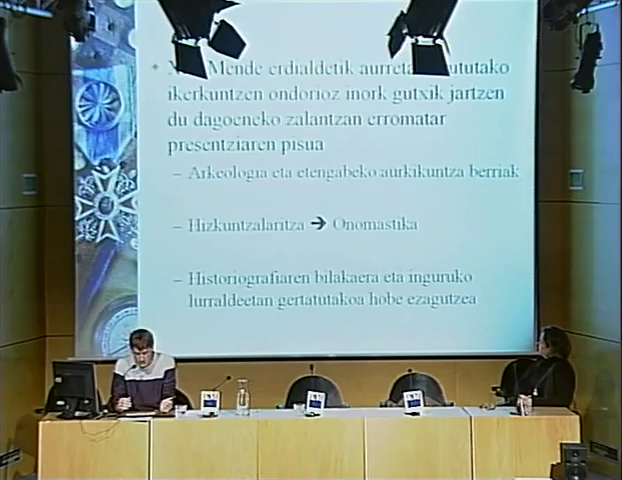 Mende erdialdetik
ikerkuntzen ondorioz inork gutxik jartzen
du dagoeneko zalantzan erromatar
presentziaren pisua
– Arkeologia eta etengabeko aurkikuntza berriak
– Hizkuntzalaritza ➔ Onomastika
– Historiografiaren bilakaera eta inguruko
lurraldeetan gertatutakoa hobe ezagutzea